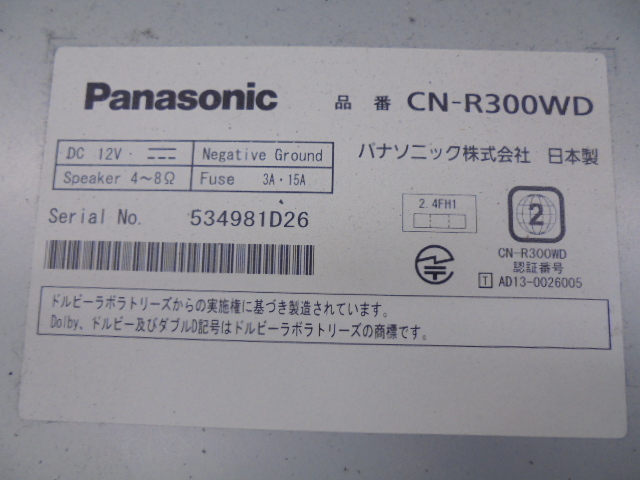 Panasonic 品番 CN-R300WD
DC 12V Negative Ground
Speaker 4～8Ω Fuse 3A・15A
パナソニック株式会社 日本製
Serial No. 534981D26
2.4FH1
2
CN-R300WD
認証番号
T AD13-0026005
ドルビーラボラトリーズからの実施権に基づき製造されています。
Dolby、ドルビー及びダブルD記号はドルビーラボラトリーズの商標です。